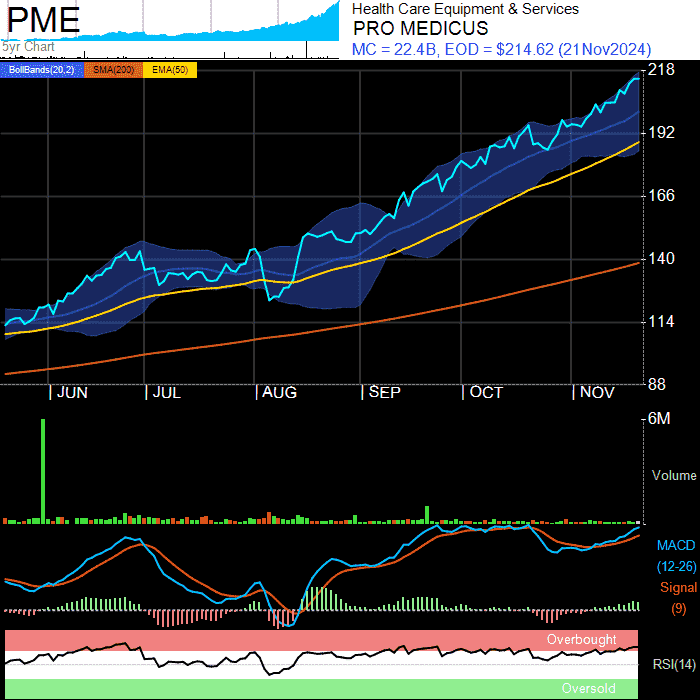 PME
5yr Chart
Health Care Equipment & Services
PRO MEDICUS
MC = 22.4B, EOD = $214.62 (21Nov2024)
BollBands(20,2) SMA(200) EMA(50)
218
192
166
140
114
88
JUN JUL AUG SEP OCT NOV
6M
Volume
MACD
(12-26)
Signal
(9)
Overbought
RSI(14)
Oversold